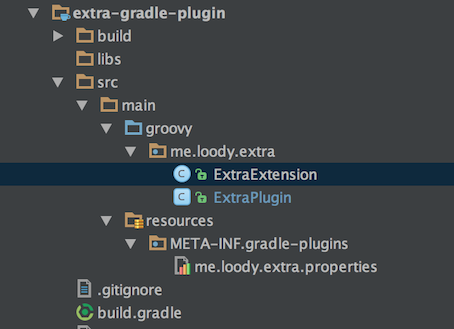 extra-gradle-plugin
build
libs
src
main
groovy
me.loody.extra
ExtraExtension
ExtraPlugin
resources
META-INF.gradle-plugins
me.loody.extra.properties
.gitignore
build.gradle